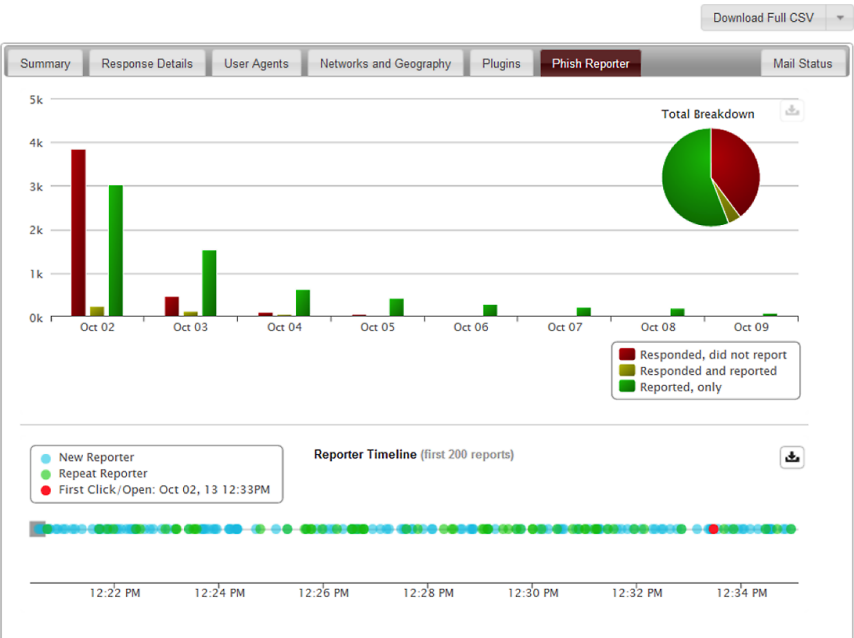 Download Full CSV
Summary Response Details User Agents Networks and Geography Plugins Phish Reporter Mail Status
5k
Total Breakdown
4k
3k
2k
1k
0k
Oct 02 Oct 03 Oct 04 Oct 05 Oct 06 Oct 07 Oct 08 Oct 09
Responded, did not report
Responded and reported
Reported, only
Reporter Timeline (first 200 reports)
New Reporter
Repeat Reporter
First Click/Open: Oct 02, 13 12:33PM
12:22 PM 12:24 PM 12:26 PM 12:28 PM 12:30 PM 12:32 PM 12:34 PM